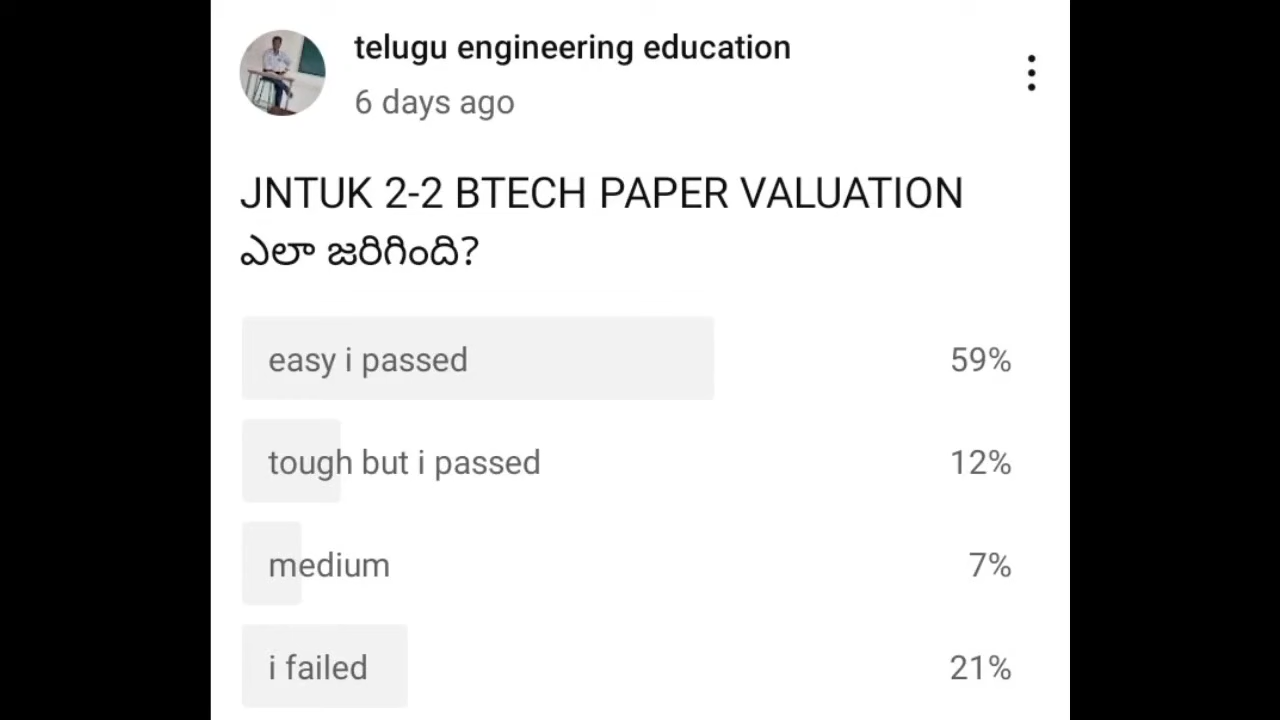 telugu engineering education
6 days ago
JNTUK 2-2 BTECH PAPER VALUATION
ఎలా జరిగింది?
easy i passed 59%
tough but i passed 12%
medium 7%
i failed 21%